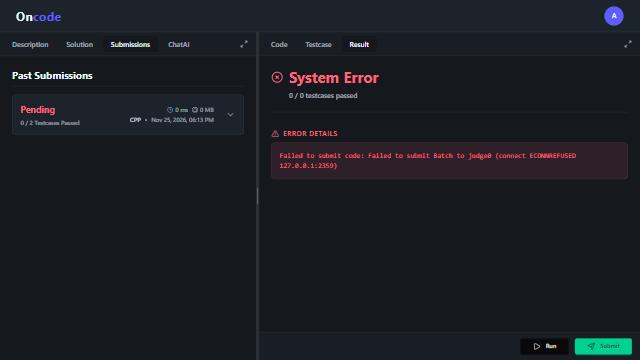 Oncode
A
Description Solution Submissions ChatAI
Code Testcase Result
Past Submissions
Pending
0 ms 0 MB
0 / 2 Testcases Passed
CPP • Nov 25, 2026, 06:13 PM
System Error
0 / 0 testcases passed
ERROR DETAILS
Failed to submit code: Failed to submit Batch to judge0 (connect ECONNREFUSED
127.0.0.1:2359)
Run Submit